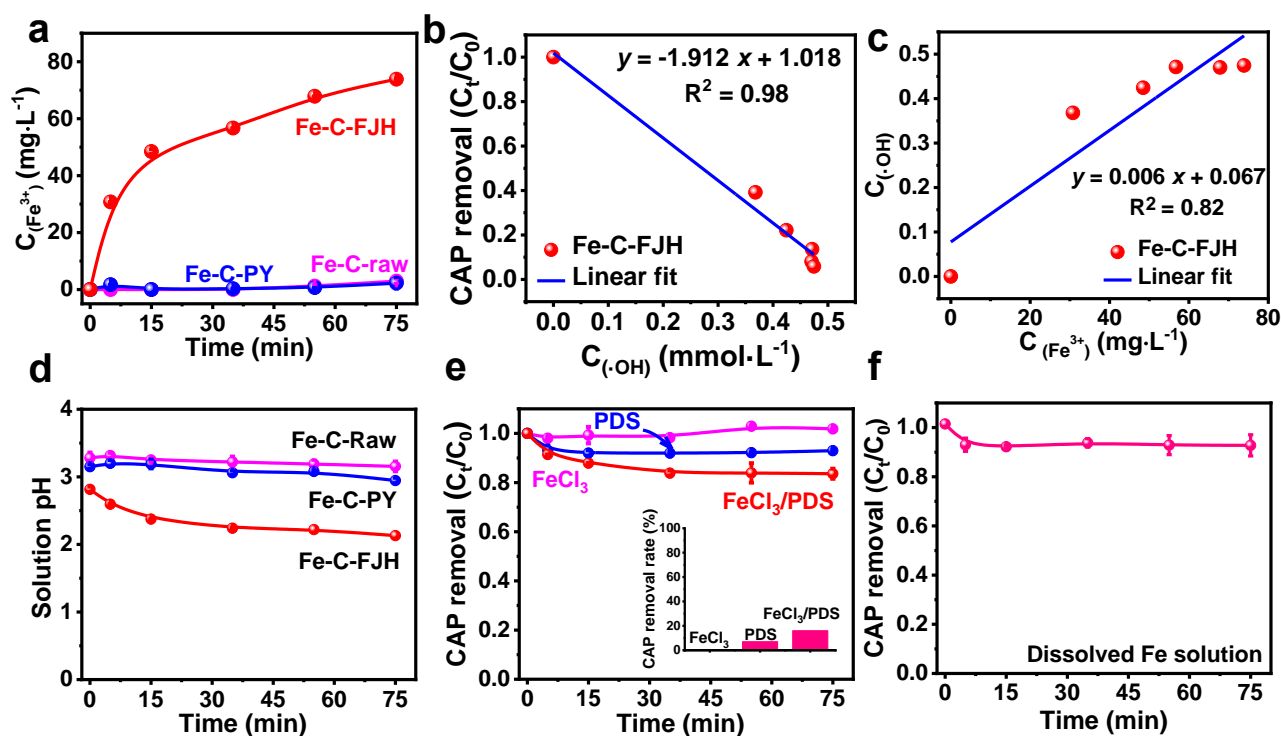 a
C(Fe³⁺) (mg·L⁻¹)
80
60
40
20
0
Fe-C-FJH
Fe-C-PY
Fe-C-raw
0 15 30 45 60 75
Time (min)
b
CAP removal (Cₜ/C₀)
1.0
0.8
0.6
0.4
0.2
0.0
y = -1.912 x + 1.018
R² = 0.98
Fe-C-FJH
Linear fit
0.0 0.1 0.2 0.3 0.4 0.5
C(·OH) (mmol·L⁻¹)
c
C(·OH)
0.5
0.4
0.3
0.2
0.1
0.0
y = 0.006 x + 0.067
R² = 0.82
Fe-C-FJH
Linear fit
0 20 40 60 80
C (Fe³⁺) (mg·L⁻¹)
d
Solution pH
4
3
2
1
0
Fe-C-Raw
Fe-C-PY
Fe-C-FJH
0 15 30 45 60 75
Time (min)
e
CAP removal (Cₜ/C₀)
1.0
0.8
0.6
0.4
0.2
0.0
PDS
FeCl₃
FeCl₃/PDS
CAP removal rate (%)
100
80
60
40
20
0
FeCl₃
PDS
FeCl₃/PDS
0 15 30 45 60 75
Time (min)
f
CAP removal (Cₜ/C₀)
1.0
0.8
0.6
0.4
0.2
0.0
Dissolved Fe solution
0 15 30 45 60 75
Time (min)